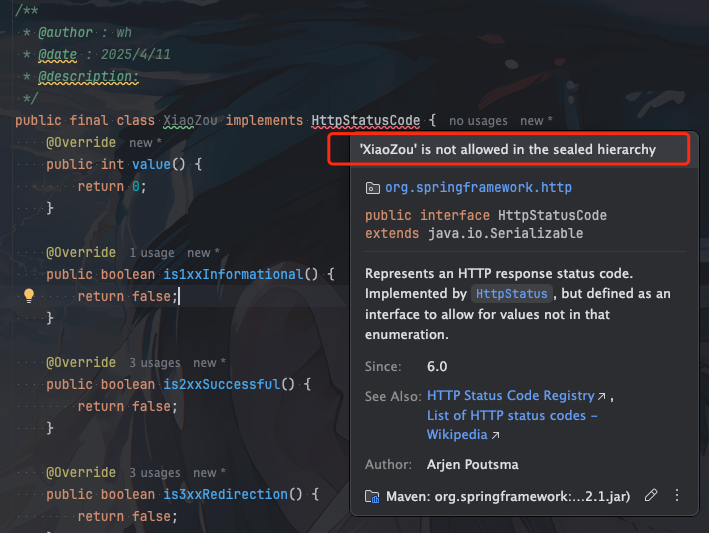 /**
* @author : wh
* @date : 2025/4/11
* @description:
*/
public final class XiaoZou implements HttpStatusCode { no usages new *
@Override new *
public int value() {
return 0;
}
@Override 1 usage new *
public boolean is1xxInformational() {
return false;
}
@Override 3 usages new *
public boolean is2xxSuccessful() {
return false;
}
@Override 3 usages new *
public boolean is3xxRedirection() {
return false;
'XiaoZou' is not allowed in the sealed hierarchy
org.springframework.http
public interface HttpStatusCode
extends java.io.Serializable
Represents an HTTP response status code.
Implemented by HttpStatus, but defined as an
interface to allow for values not in that
enumeration.
Since: 6.0
See Also: HTTP Status Code Registry↗,
List of HTTP status codes –
Wikipedia↗
Author: Arjen Poutsma
Maven: org.springframework:...2.1.jar)